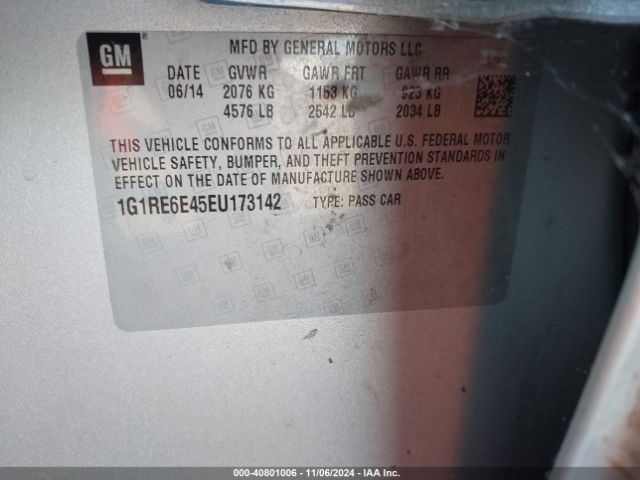 GM
MFD BY GENERAL MOTORS LLC
DATE GVWR GAWR FRT GAWR RR
06/14 2076 KG 1153 KG 923 KG
4576 LB 2542 LB 2034 LB
THIS VEHICLE CONFORMS TO ALL APPLICABLE U.S. FEDERAL MOTOR
VEHICLE SAFETY, BUMPER, AND THEFT PREVENTION STANDARDS IN
EFFECT ON THE DATE OF MANUFACTURE SHOWN ABOVE.
1G1RE6E45EU173142 TYPE: PASS CAR
000-40801006 - 11/06/2024 - IAA Inc.